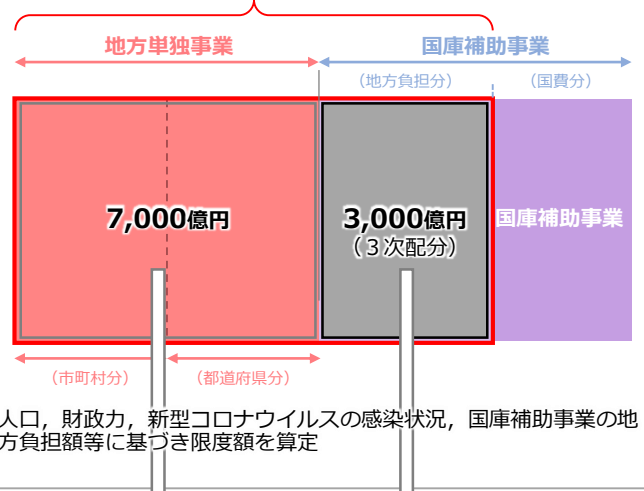 地方単独事業
国庫補助事業
（地方負担分）
（国費分）
7,000億円
3,000億円
（３次配分）
国庫補助事業
（市町村分）
（都道府県分）
人口，財政力，新型コロナウイルスの感染状況，国庫補助事業の地
方負担額等に基づき限度額を算定